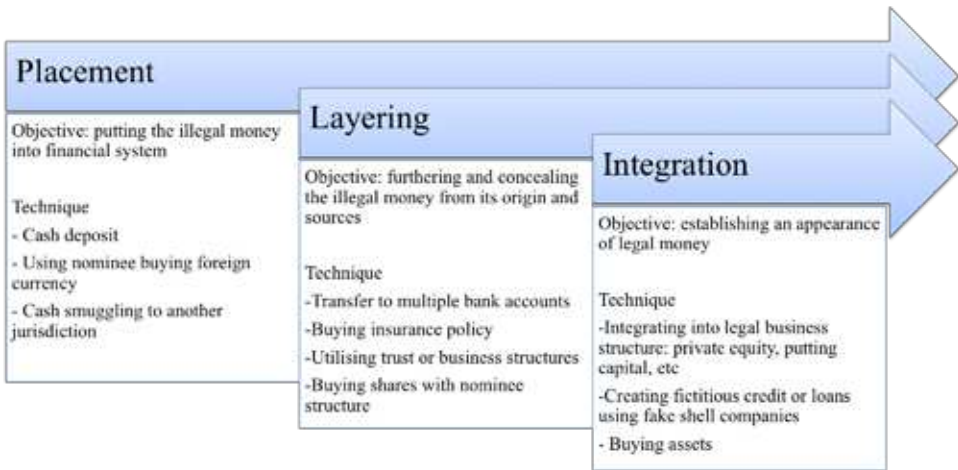 Placement
Objective: putting the illegal money
into financial system
Technique
- Cash deposit
- Using nominee buying foreign
currency
- Cash smuggling to another
jurisdiction
Layering
Objective: furthering and concealing
the illegal money from its origin and
sources
Technique
-Transfer to multiple bank accounts
-Buying insurance policy
-Utilising trust or business structures
-Buying shares with nominee
structure
Integration
Objective: establishing an appearance
of legal money
Technique
-Integrating into legal business
structure: private equity, putting
capital, etc
-Creating fictitious credit or loans
using fake shell companies
- Buying assets